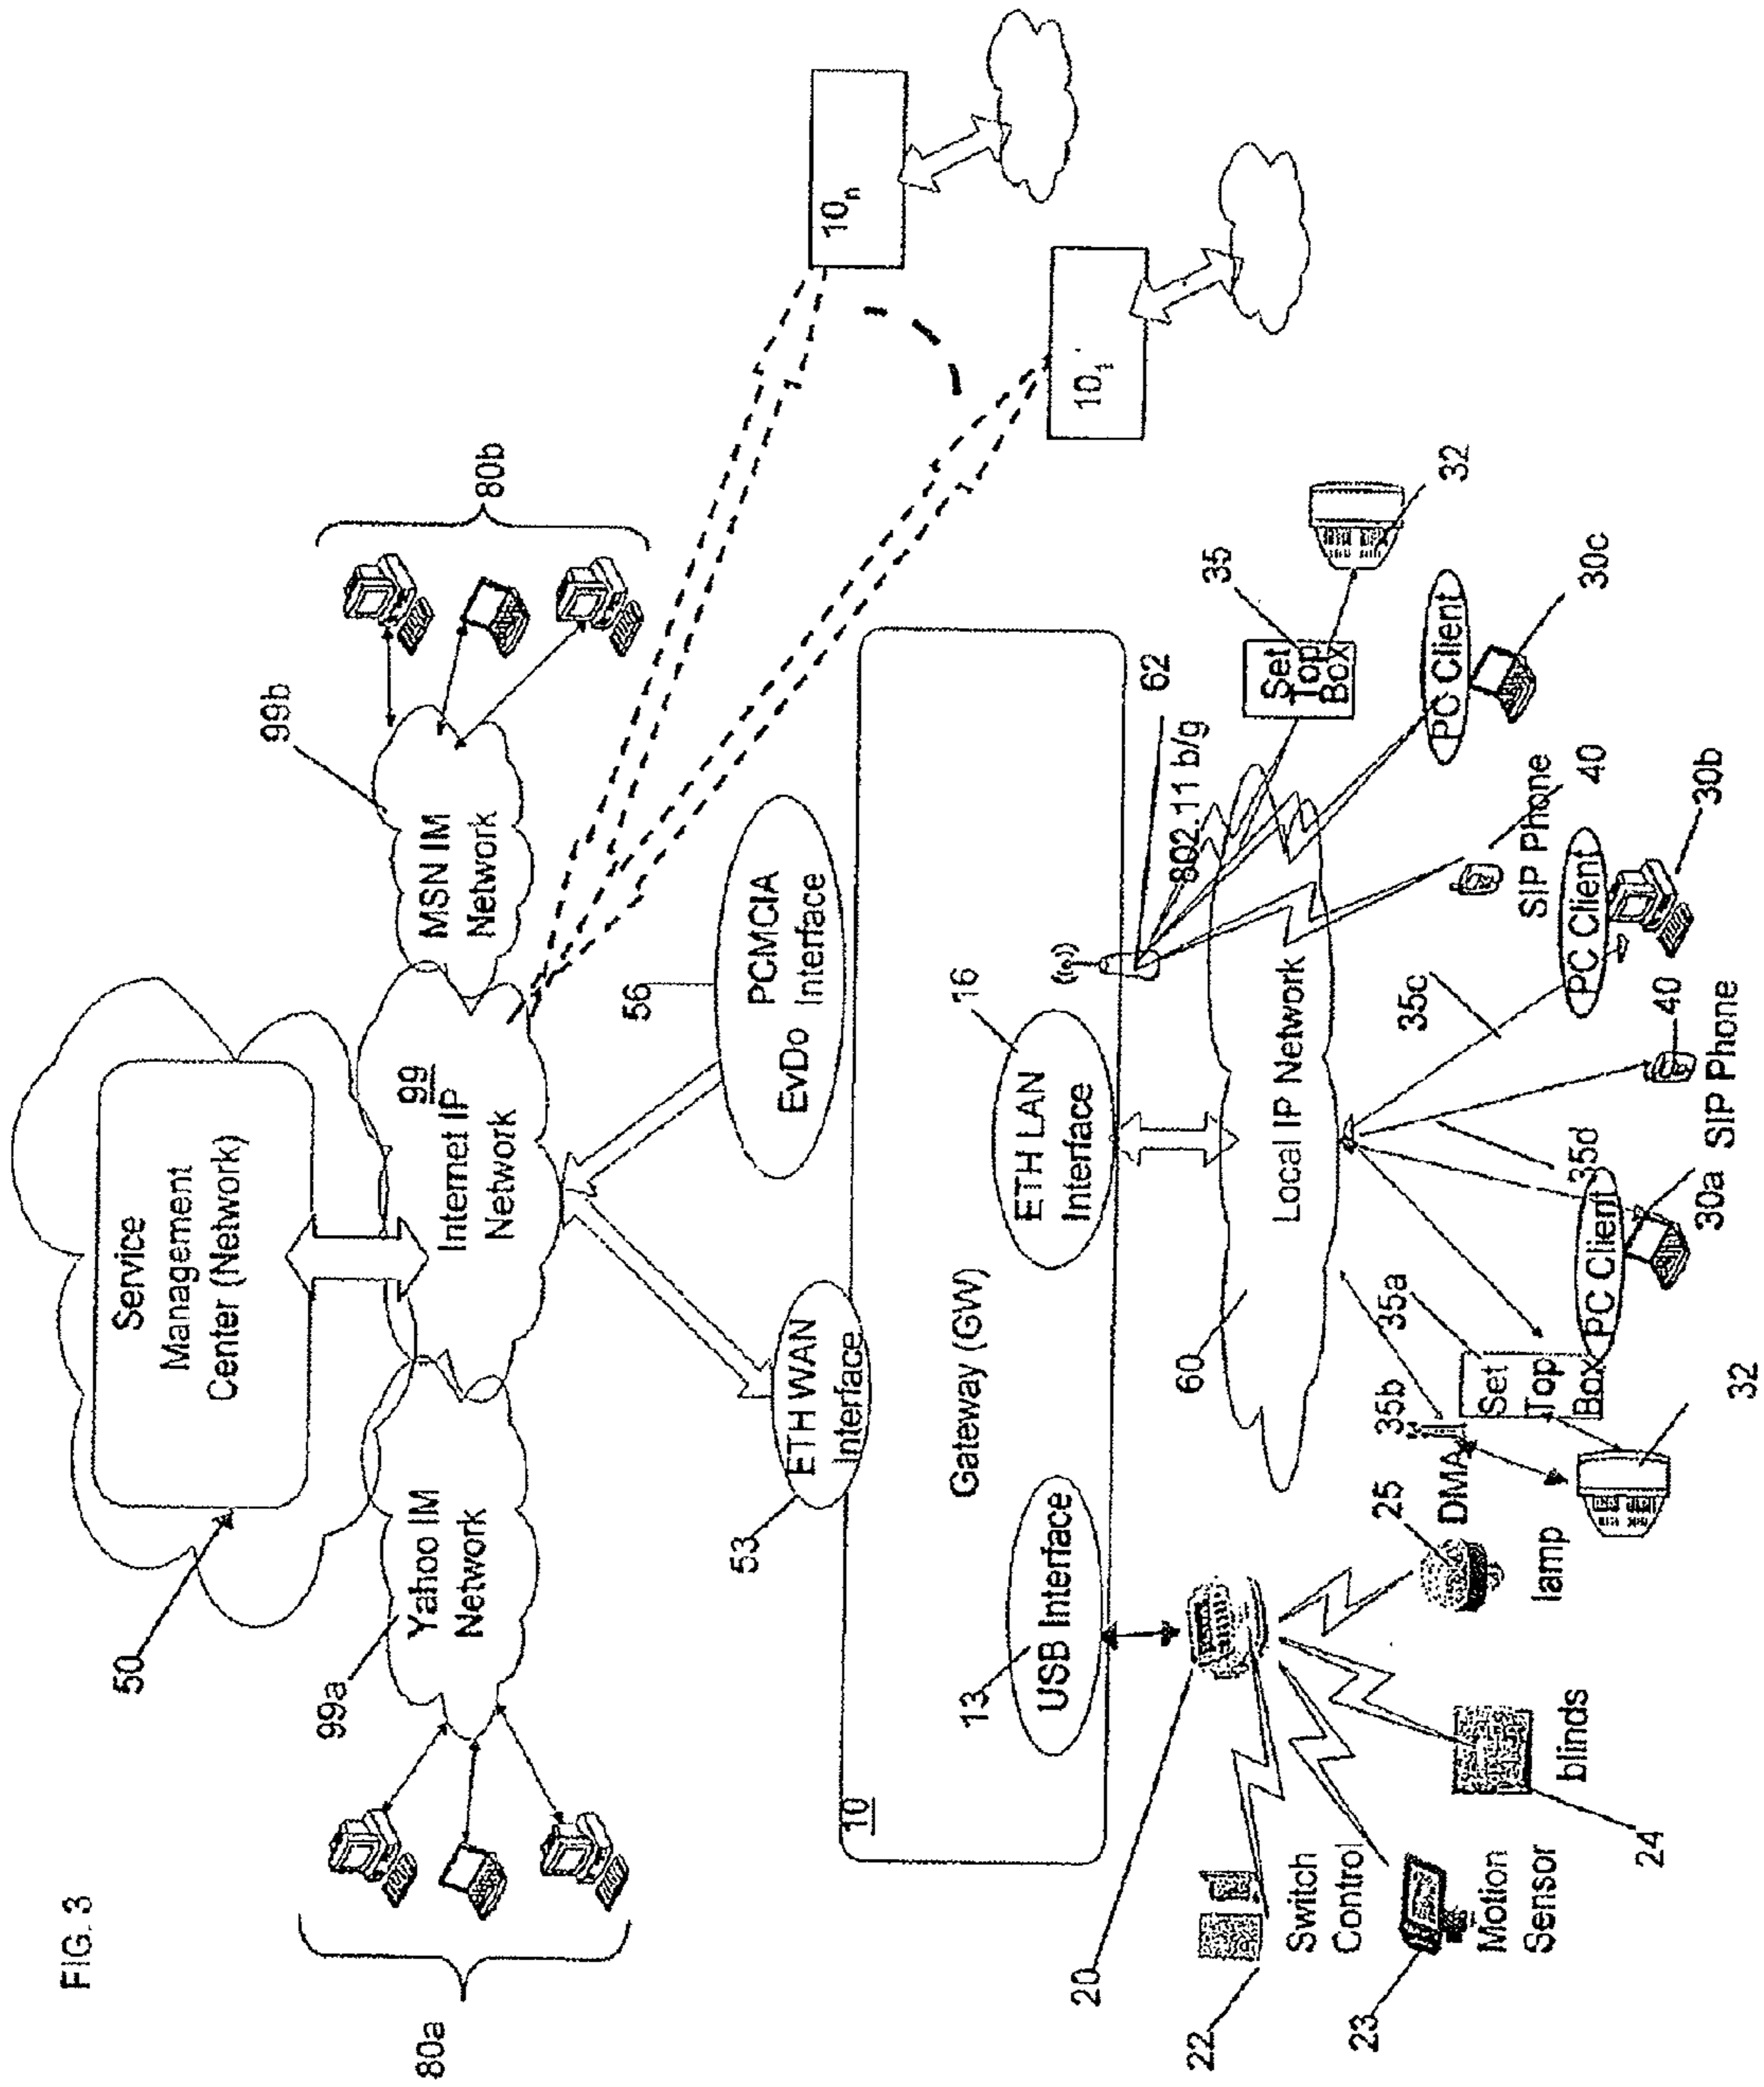 FIG. 3
50
Service
Management
Center (Network)
99a
Yahoo IM
Network
99
Internet IP
Network
99b
MSN IM
Network
80a
80b
53
ETH WAN
Interface
56
PCMCIA
EvDo Interface
10n
101
10
Gateway (GW)
13
USB Interface
16
ETH LAN
Interface
62
802.11 b/g
60
Local IP Network
20
22
Switch
Control
23
Motion
Sensor
24
blinds
25
lamp
DMA
35b
35a
Set
Top
Box
32
PC Client
30a
35d
SIP Phone
40
35c
PC Client
30b
SIP Phone
40
PC Client
30c
35
Set
Top
Box
32